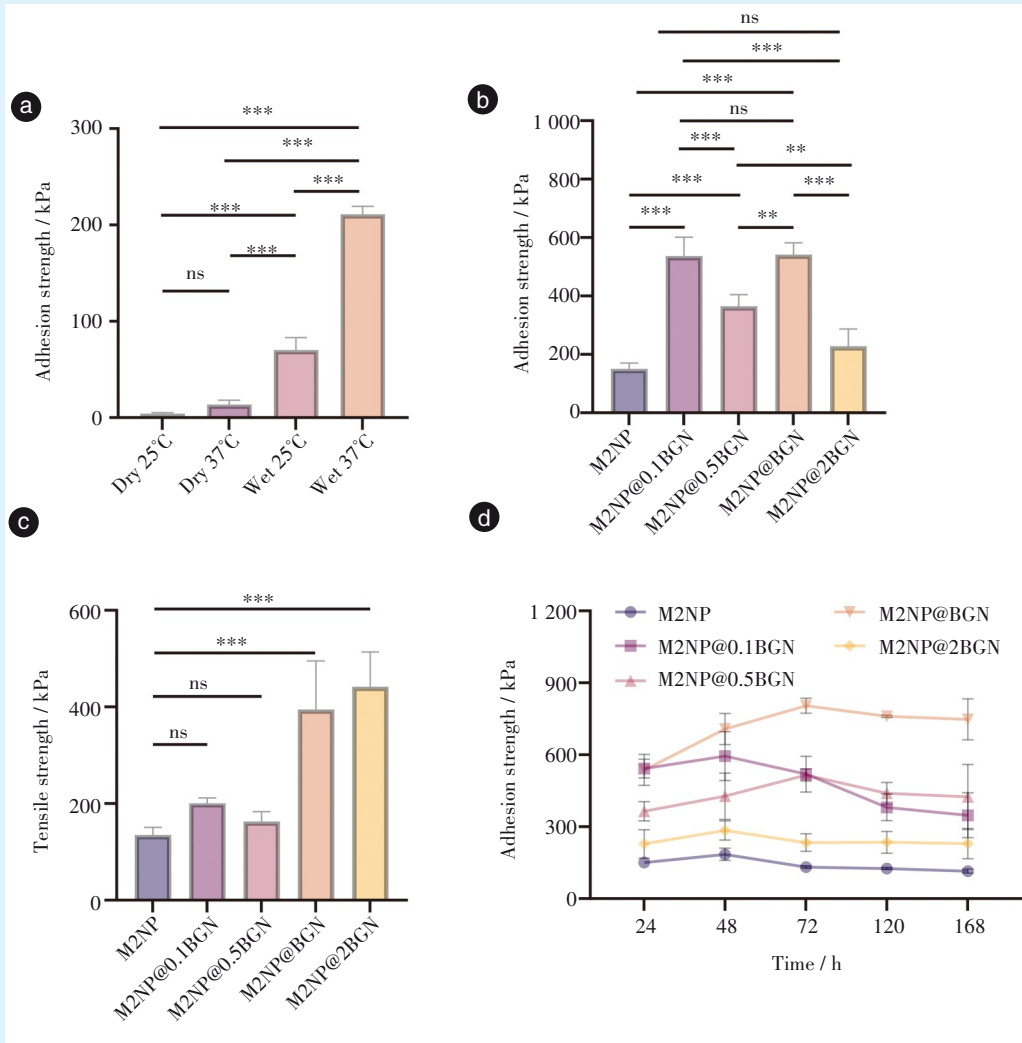 a
***
***
***
***
***
ns
300
200
100
0
Adhesion strength / kPa
Dry 25°C
Dry 37°C
Wet 25°C
Wet 37°C
b
ns
***
***
ns
***
**
***
***
***
**
1 000
800
600
400
200
0
Adhesion strength / kPa
M2NP
M2NP@0.1BGN
M2NP@0.5BGN
M2NP@BGN
M2NP@2BGN
c
***
***
ns
ns
600
400
200
0
Tensile strength / kPa
M2NP
M2NP@0.1BGN
M2NP@0.5BGN
M2NP@BGN
M2NP@2BGN
d
M2NP
M2NP@0.1BGN
M2NP@0.5BGN
M2NP@BGN
M2NP@2BGN
1 200
900
600
300
0
Adhesion strength / kPa
24 48 72 120 168
Time / h